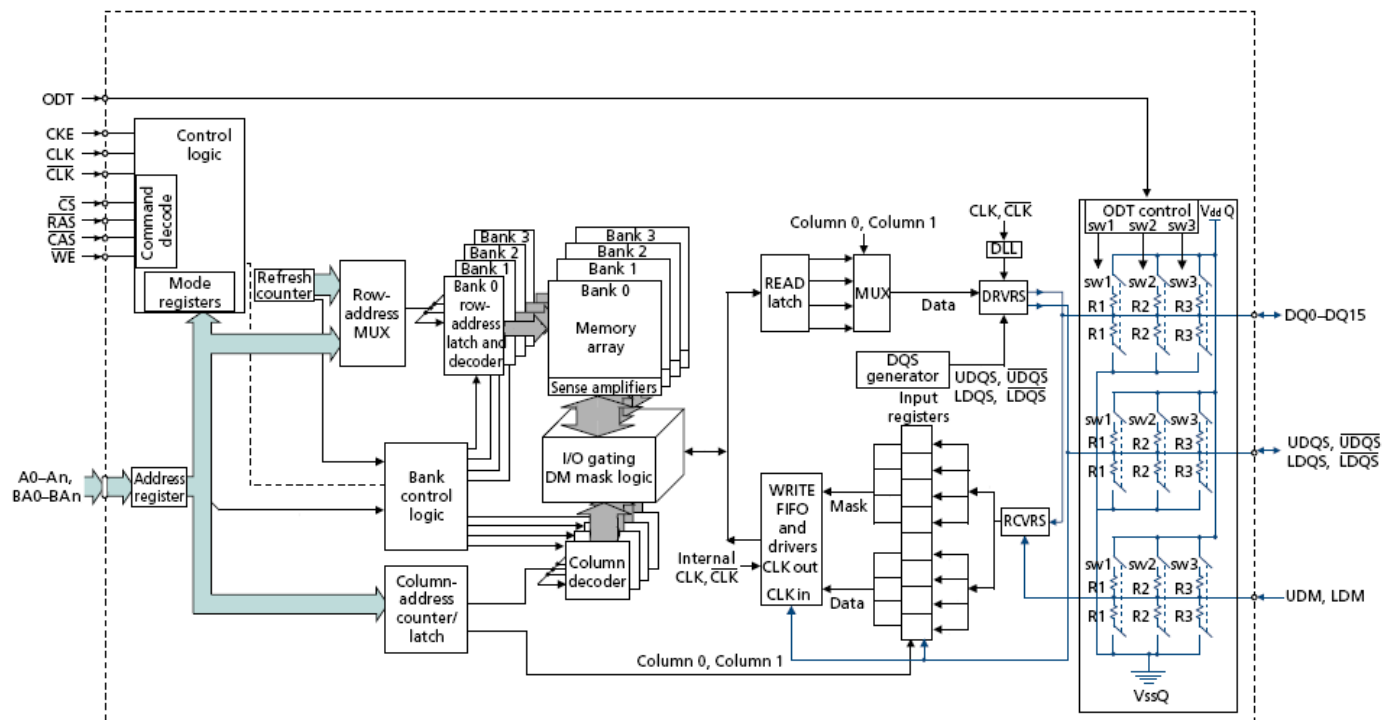 ODT
CKE
CLK
CLK
CS
RAS
CAS
WE
Control
logic
Command
decode
Mode
registers
Refresh
counter
Row-
address
MUX
Bank 3
Bank 2
Bank 1
Bank 0
row-
address
latch and
decoder
Bank 3
Bank 2
Bank 1
Bank 0
Memory
array
Sense amplifiers
I/O gating
DM mask logic
Bank
control
logic
A0–An,
BA0–BAn
Address
register
Column-
address
counter/
latch
Column
decoder
Column 0, Column 1
READ
latch
MUX
Data
CLK, CLK
DLL
DRVRS
DQS
generator
UDQS, UDQS
LDQS, LDQS
Input
registers
WRITE
FIFO
and
drivers
CLK out
CLK in
Internal
CLK, CLK
Mask
Data
RCVRS
Column 0, Column 1
ODT control
VddQ
sw1 sw2 sw3
sw1 sw2 sw3
R1 R2 R3
R1 R2 R3
DQ0–DQ15
sw1 sw2 sw3
R1 R2 R3
R1 R2 R3
UDQS, UDQS
LDQS, LDQS
sw1 sw2 sw3
R1 R2 R3
R1 R2 R3
UDM, LDM
VssQ